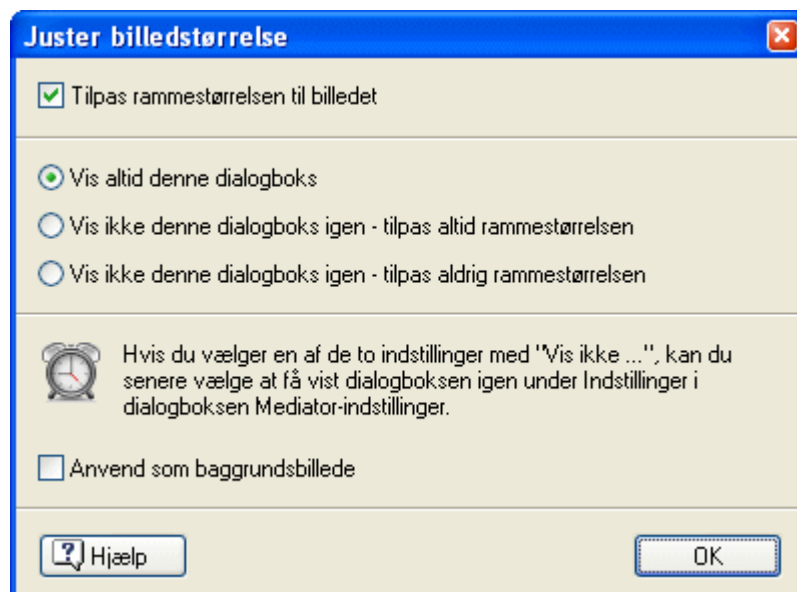 Juster billedstørrelse
Tilpas rammestørrelsen til billedet
Vis altid denne dialogboks
Vis ikke denne dialogboks igen - tilpas altid rammestørrelsen
Vis ikke denne dialogboks igen - tilpas aldrig rammestørrelsen
Hvis du vælger en af de to indstillinger med "Vis ikke ...", kan du
senere vælge at få vist dialogboksen igen under Indstillinger i
dialogboksen Mediator-indstillinger.
Anvend som baggrundsbillede
Hjælp
OK